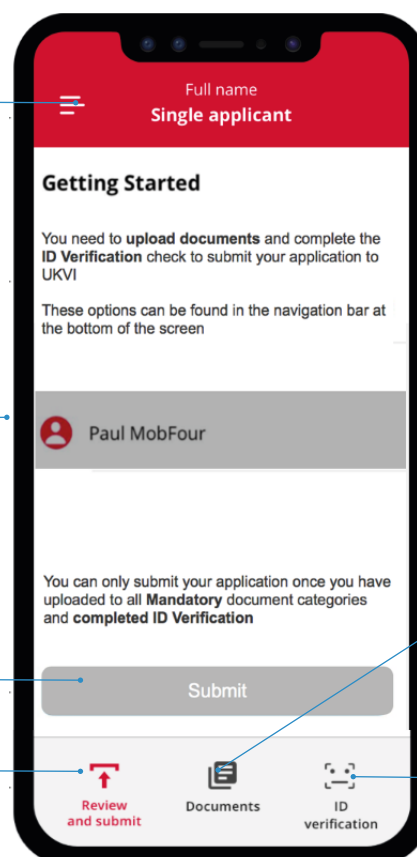 Full name
Single applicant
Getting Started
You need to upload documents and complete the
ID Verification check to submit your application to
UKVI
These options can be found in the navigation bar at
the bottom of the screen
Paul MobFour
You can only submit your application once you have
uploaded to all Mandatory document categories
and completed ID Verification
Submit
Review
and submit
Documents
ID
verification